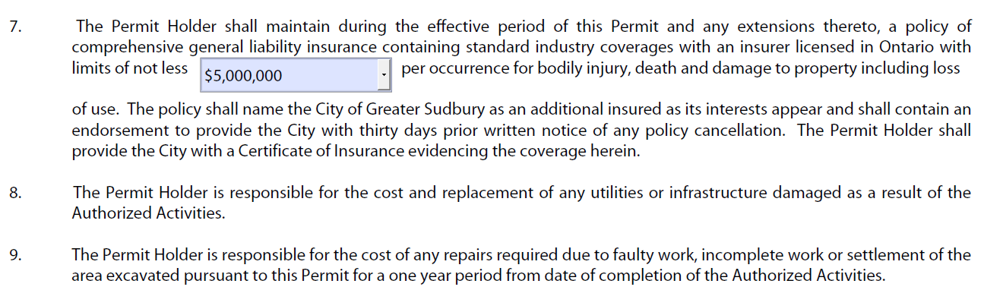 7. The Permit Holder shall maintain during the effective period of this Permit and any extensions thereto, a policy of
comprehensive general liability insurance containing standard industry coverages with an insurer licensed in Ontario with
limits of not less $5,000,000 per occurrence for bodily injury, death and damage to property including loss
of use. The policy shall name the City of Greater Sudbury as an additional insured as its interests appear and shall contain an
endorsement to provide the City with thirty days prior written notice of any policy cancellation. The Permit Holder shall
provide the City with a Certificate of Insurance evidencing the coverage herein.
8. The Permit Holder is responsible for the cost and replacement of any utilities or infrastructure damaged as a result of the
Authorized Activities.
9. The Permit Holder is responsible for the cost of any repairs required due to faulty work, incomplete work or settlement of the
area excavated pursuant to this Permit for a one year period from date of completion of the Authorized Activities.